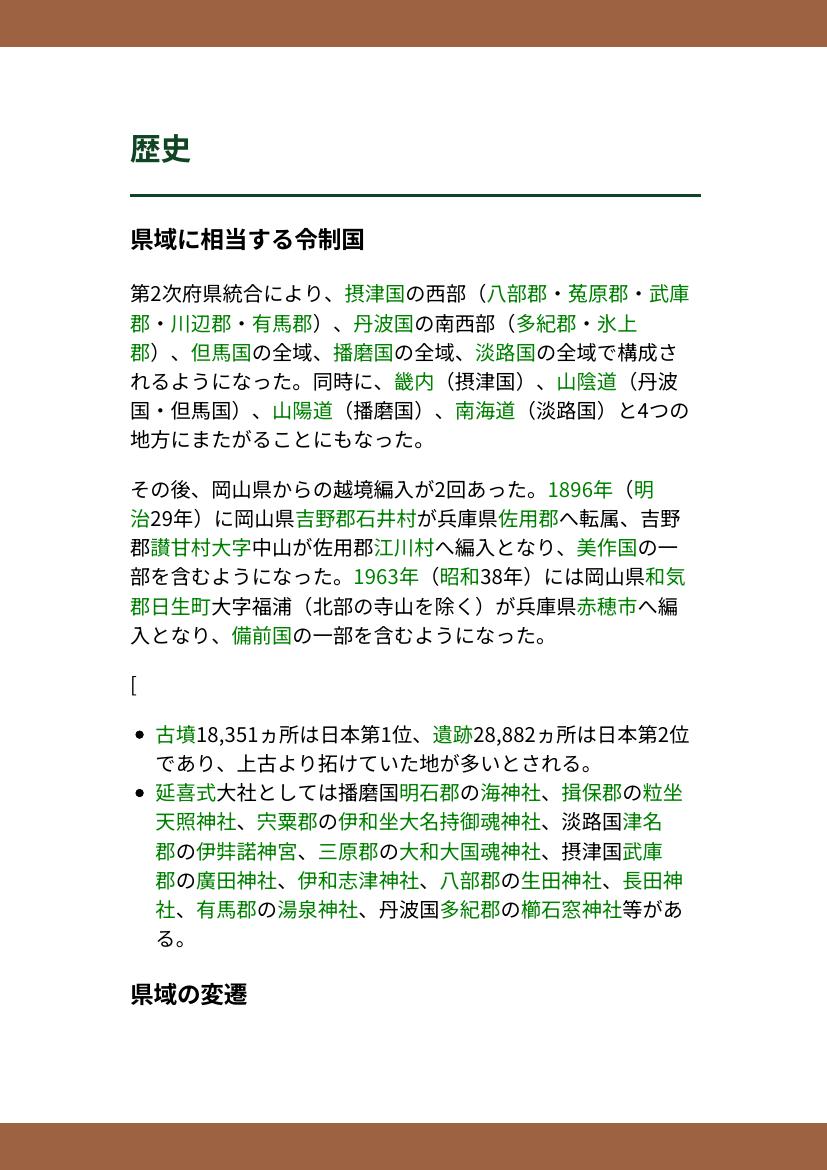 歴史
県域に相当する令制国
第2次府県統合により、摂津国の西部（八部郡・菟原郡・武庫
郡・川辺郡・有馬郡）、丹波国の南西部（多紀郡・氷上
郡）、但馬国の全域、播磨国の全域、淡路国の全域で構成さ
れるようになった。同時に、畿内（摂津国）、山陰道（丹波
国・但馬国）、山陽道（播磨国）、南海道（淡路国）と4つの
地方にまたがることにもなった。
その後、岡山県からの越境編入が2回あった。1896年（明
治29年）に岡山県吉野郡石井村が兵庫県佐用郡へ転属、吉野
郡讃甘村大字中山が佐用郡江川村へ編入となり、美作国の一
部を含むようになった。1963年（昭和38年）には岡山県和気
郡日生町大字福浦（北部の寺山を除く）が兵庫県赤穂市へ編
入となり、備前国の一部を含むようになった。
[
• 古墳18,351ヵ所は日本第1位、遺跡28,882ヵ所は日本第2位
であり、上古より拓けていた地が多いとされる。
• 延喜式大社としては播磨国明石郡の海神社、揖保郡の粒坐
天照神社、宍粟郡の伊和坐大名持御魂神社、淡路国津名
郡の伊弉諾神宮、三原郡の大和大国魂神社、摂津国武庫
郡の廣田神社、伊和志津神社、八部郡の生田神社、長田神
社、有馬郡の湯泉神社、丹波国多紀郡の櫛石窓神社等があ
る。
県域の変遷